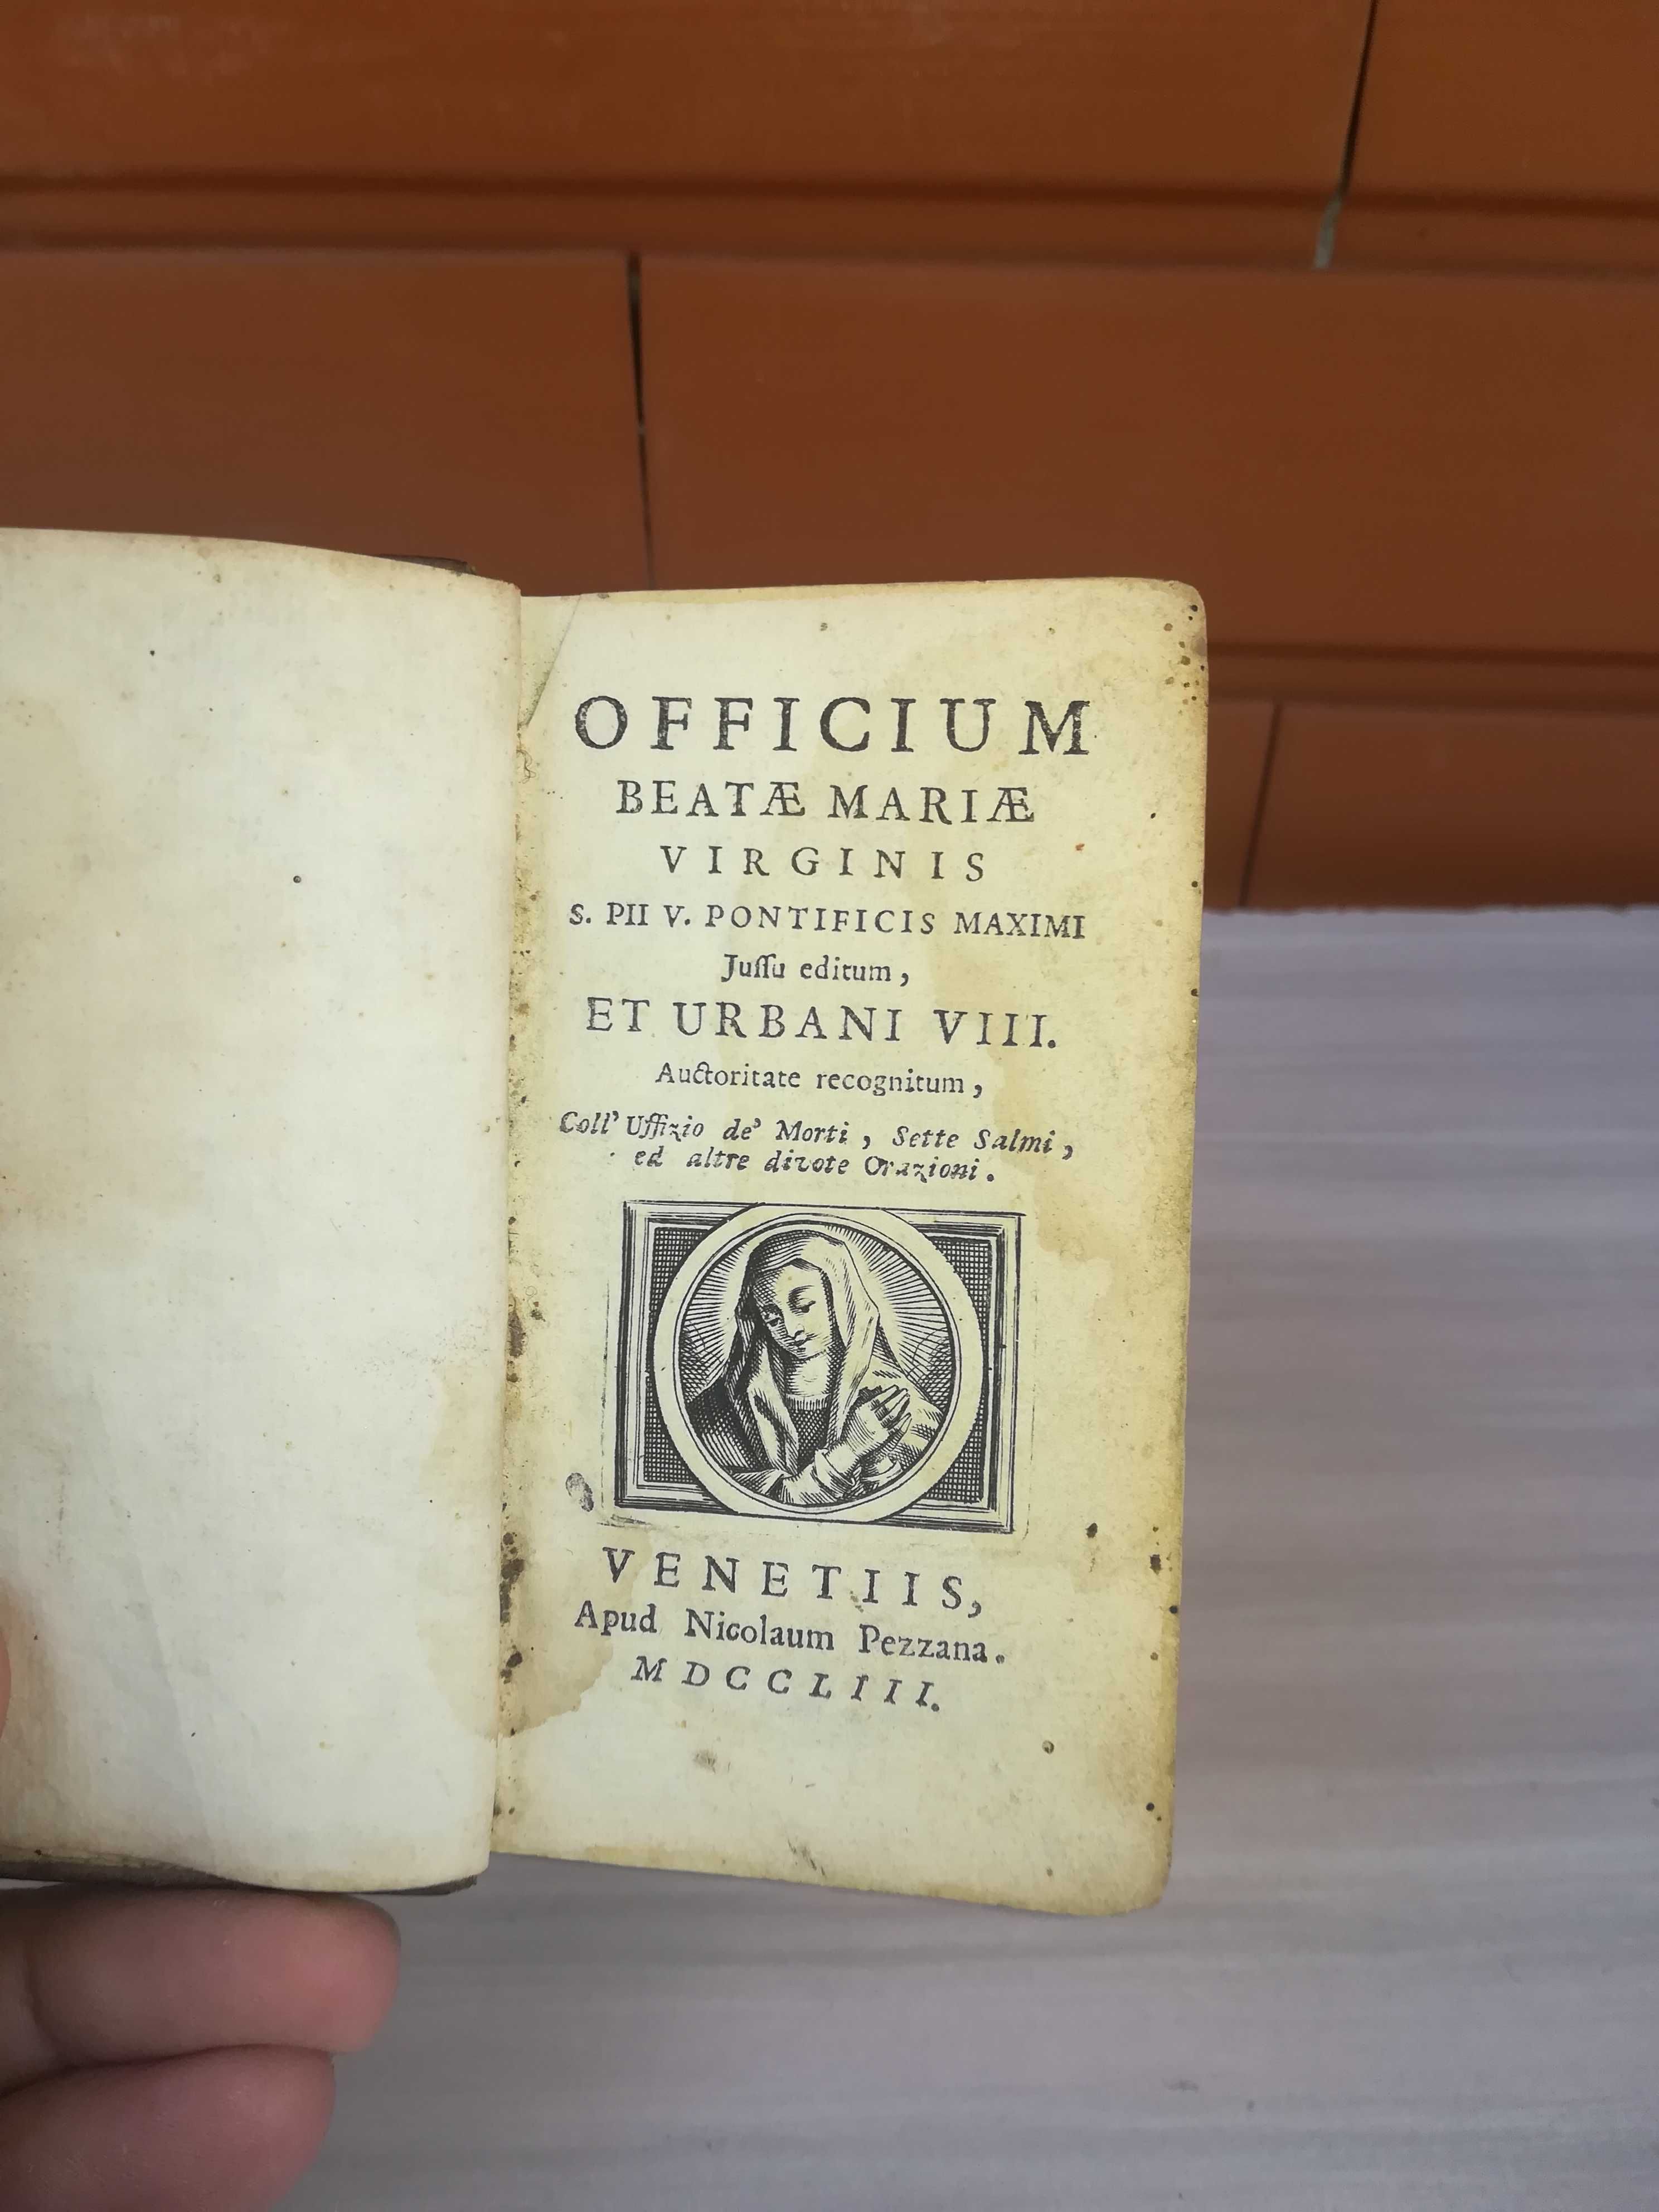 OFFICIUM
BEATÆ MARIÆ
VIRGINIS
S. PII V. PONTIFICIS MAXIMI
Juſſu editum,
ET URBANI VIII.
Auctoritate recognitum,
Coll' Uffizio de' Morti, Sette Salmi,
ed altre divote Orazioni.
VENETIIS,
Apud Nicolaum Pezzana.
MDCCLIII.